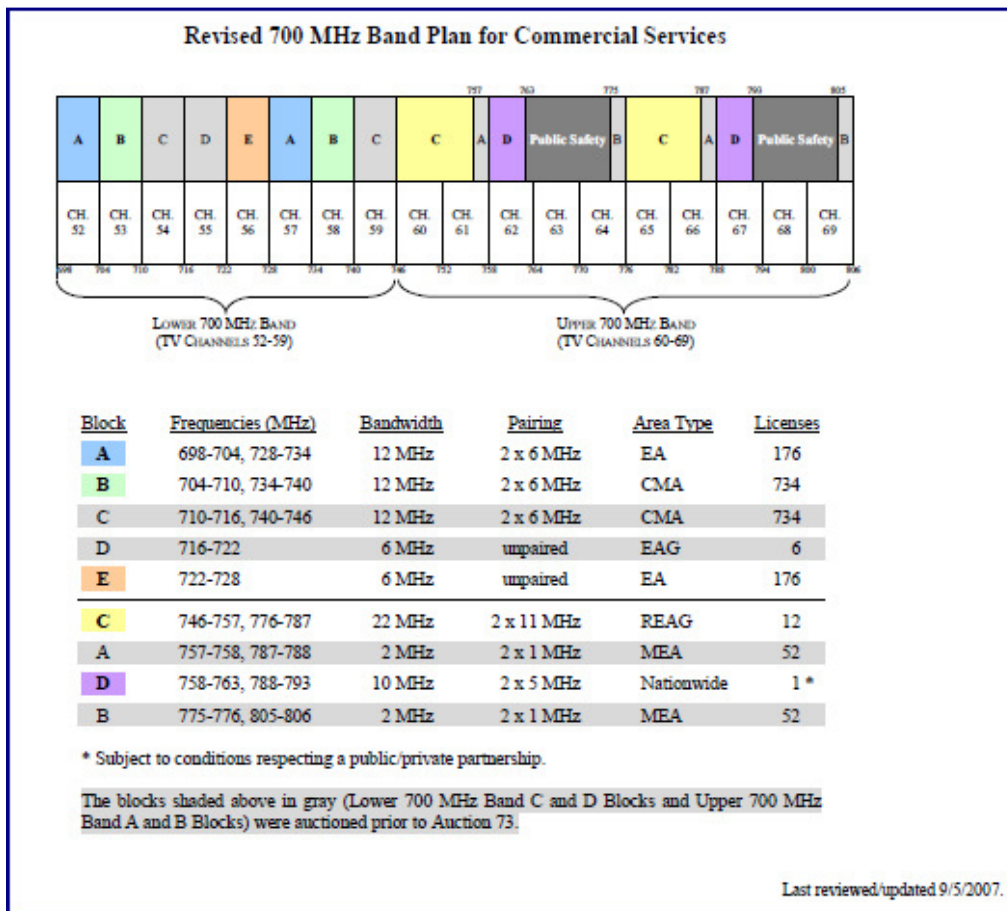 Revised 700 MHz Band Plan for Commercial Services
757 763 775 787 793 805
A B C D E A B C C A D Public Safety B C A D Public Safety B
CH. 52 CH. 53 CH. 54 CH. 55 CH. 56 CH. 57 CH. 58 CH. 59 CH. 60 CH. 61 CH. 62 CH. 63 CH. 64 CH. 65 CH. 66 CH. 67 CH. 68 CH. 69
698 704 710 716 722 728 734 740 746 752 758 764 770 776 782 788 794 800 806
LOWER 700 MHZ BAND
(TV CHANNELS 52-59)
UPPER 700 MHZ BAND
(TV CHANNELS 60-69)
Block Frequencies (MHz) Bandwidth Pairing Area Type Licenses
A 698-704, 728-734 12 MHz 2 x 6 MHz EA 176
B 704-710, 734-740 12 MHz 2 x 6 MHz CMA 734
C 710-716, 740-746 12 MHz 2 x 6 MHz CMA 734
D 716-722 6 MHz unpaired EAG 6
E 722-728 6 MHz unpaired EA 176
C 746-757, 776-787 22 MHz 2 x 11 MHz REAG 12
A 757-758, 787-788 2 MHz 2 x 1 MHz MEA 52
D 758-763, 788-793 10 MHz 2 x 5 MHz Nationwide 1 *
B 775-776, 805-806 2 MHz 2 x 1 MHz MEA 52
* Subject to conditions respecting a public/private partnership.
The blocks shaded above in gray (Lower 700 MHz Band C and D Blocks and Upper 700 MHz
Band A and B Blocks) were auctioned prior to Auction 73.
Last reviewed/updated 9/5/2007.